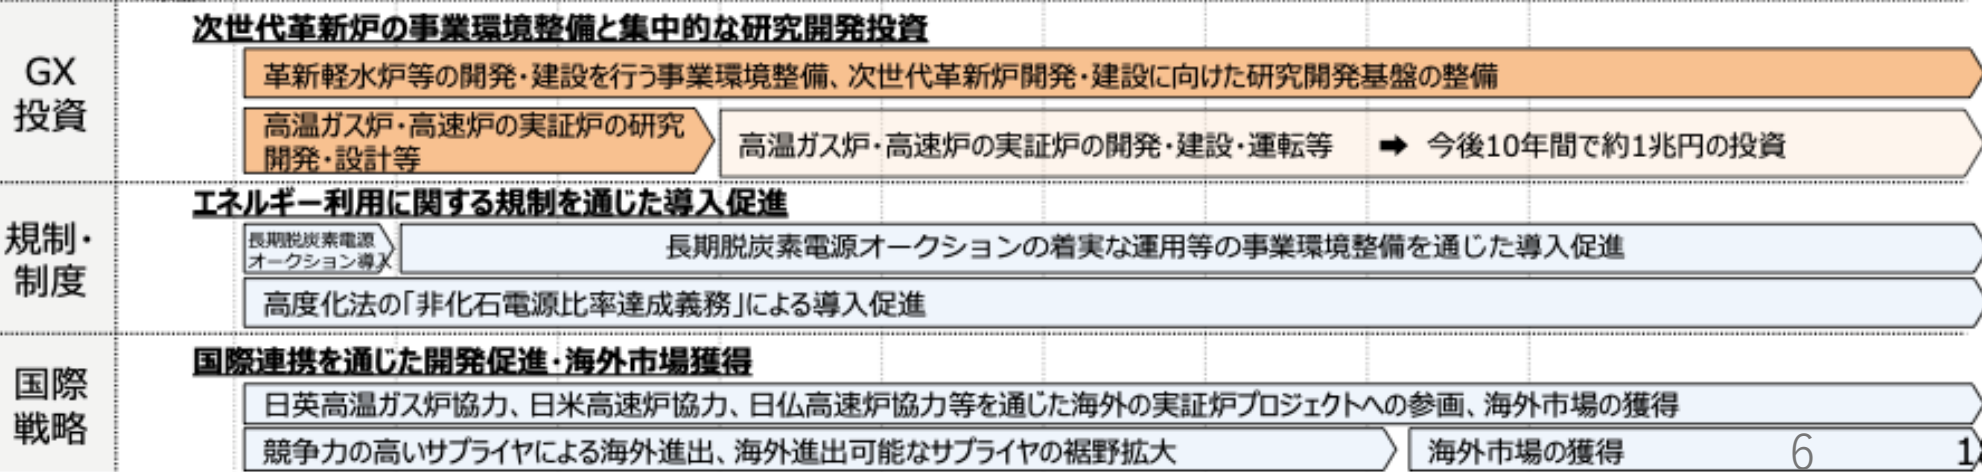 GX
投資
次世代革新炉の事業環境整備と集中的な研究開発投資
革新軽水炉等の開発・建設を行う事業環境整備、次世代革新炉開発・建設に向けた研究開発基盤の整備
高温ガス炉・高速炉の実証炉の研究
開発・設計等
高温ガス炉・高速炉の実証炉の開発・建設・運転等 ➡ 今後10年間で約1兆円の投資
規制・
制度
エネルギー利用に関する規制を通じた導入促進
長期脱炭素電源
オークション導入
長期脱炭素電源オークションの着実な運用等の事業環境整備を通じた導入促進
高度化法の「非化石電源比率達成義務」による導入促進
国際
戦略
国際連携を通じた開発促進・海外市場獲得
日英高温ガス炉協力、日米高速炉協力、日仏高速炉協力等を通じた海外の実証炉プロジェクトへの参画、海外市場の獲得
競争力の高いサプライヤによる海外進出、海外進出可能なサプライヤの裾野拡大
海外市場の獲得
6
1